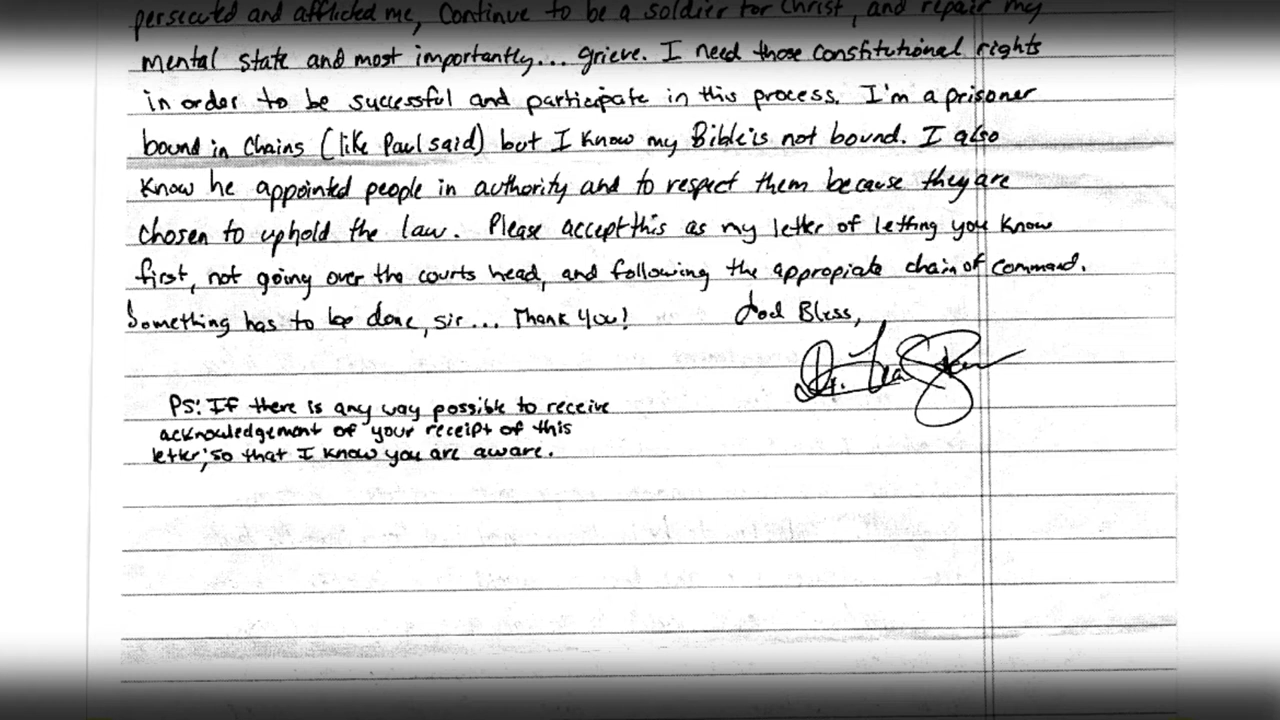 persecuted and afflicted me, Continue to be a soldier for Christ, and repair my
mental state and most importantly... grieve. I need those constitutional rights
in order to be successful and participate in this process. I'm a prisoner
bound in Chains (like Paul said) but I know my Bible is not bound. I also
know he appointed people in authority and to respect them because they are
chosen to uphold the law. Please accept this as my letter of letting you know
first, not going over the courts head, and following the appropiate chain of command.
Something has to be done, sir... Thank you! God Bless,
PS: If there is any way possible to receive
acknowledgement of your receipt of this
letter, so that I know you are aware.